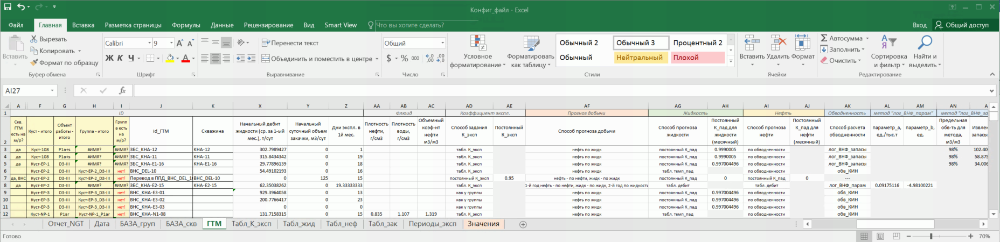 Конфиг_файл - Excel
Файл Главная Вставка Разметка страницы Формулы Данные Рецензирование Вид Smart View Что вы хотите сделать? Вход Общий доступ
Вставить Вырезать Копировать Формат по образцу
Буфер обмена
Calibri 9
Ж К Ч
Шрифт
Перенести текст
Объединить и поместить в центре
Выравнивание
Общий
$ % 000
Число
Условное форматирование Форматировать как таблицу
Обычный 2 Обычный 3 Процентный 2
Обычный Нейтральный Плохой
Стили
Вставить Удалить Формат
Ячейки
Автосумма
Заполнить
Очистить
Сортировка и фильтр Найти и выделить
Редактирование
AI27 fx
A F G H I J K X Y Z AA AB AC AD AE AF AG AH AI AJ AK AL AM AN A
1 ID Флюид Коэффициент экспл. Прогноз добычи Жидкость Нефть Обводненность метод "лог_ВНФ_парам" метод "лог_ВНФ_за
2 Скв. ГТМ есть на м/р? Куст - итого Объект работы - итого Группа - итого Групп а есть на м/р? id_ГТМ Скважина Начальный дебит жидкости (ср. за 1-ый мес.), т/сут Начальный суточный объем закачки, м3/сут Дни экспл. в 1й мес. Плотность нефти, г/см3 Плотность воды, г/см3 Объемный коэф-нт нефти м3/м3 Способ задания К_экспл Постоянный К_экспл Способ прогноза добычи Способ прогноза жидкости Постоянный К_пад для жидкости (месячный) Способ прогноза нефти Постоянный К_пад для нефти (месячный) Способ расчета обводненности параметр_a, ед./тыс.т параметр_b, ед. Предельная обв-ть для метода, м3/м3 Извлен запасы
3 да Куст-108 P1a+s #ИМЯ? #ИМЯ? ЗБС_КНА-12 КНА-12 302.7989427 0 1 табл. К_эксп нефть по жидк постоянный К_пад 0.9990005 по обводненности лог_ВНФ_запасы 98% 102.40
4 да Куст-108 P1a+s #ИМЯ? #ИМЯ? ЗБС_КНА-11 КНА-11 315.8434342 0 19 табл. К_эксп нефть по жидк постоянный К_пад 0.9990005 по обводненности лог_ВНФ_запасы 98% 58.875
5 да Куст-ЕР-1 D3-III #ИМЯ? #ИМЯ? ЗБС_КНА-Е1-16 КНА-Е1-16 29.77896139 0 18 табл. К_эксп нефть по жидк постоянный К_пад 0.997004496 по обводненности лог_ВНФ_запасы 98% 34.006
6 Куст-ЕР-2 D3-III Куст-ЕР-2_D3-III нет! ВНС_DEL-10 54.49102193 0 16 табл. К_эксп нефть по жидк табл. темп_пад по обводненности обв_КИН
7 да, ВНС Куст-ЕР-2 D3-III Куст-ЕР-2_D3-III нет! Перевод в ППД_ВНС_DEL_10 ВНС_DEL-10 0 125 15 постоянный К_эксп 0.95 нефть - по нефти, жидк - по жидк постоянный К_пад 0 постоянный К_пад 0 ---
8 да Куст-ЕР-2 D3-III #ИМЯ? #ИМЯ? ЗБС_КНА-Е2-15 КНА-Е2-15 62.35038262 0 19.33333333 табл. К_эксп 1-й год нефть - по нефти, жидк - по жидк, 2-й год по жидкости табл. дебит табл. дебит лог_ВНФ_парам 0.09175116 -4.98100221
9 Куст-ЕР-3 D3-III Куст-ЕР-3_D3-III нет! ВНС_КНА-Е3-01 929.3964058 0 13 как у группы нефть по жидк постоянный К_пад 0.997004496 по обводненности обв_КИН
10 Куст-ЕР-3 D3-III Куст-ЕР-3_D3-III нет! ВНС_КНА-Е3-02 200.7766417 0 23 как у группы нефть по жидк постоянный К_пад 0.997004496 по обводненности обв_КИН
11 Куст-ЕР-3 D3-III Куст-ЕР-3_D3-III нет! ВНС_КНА-Е3-03 0 0 0 как у группы нефть по жидк постоянный К_пад 0.997004496 по обводненности обв_КИН
12 Куст-NP-1 P1ar Куст-NP-1_P1ar нет! ВНС_КНА-N1-08 131.7158315 0 15 0.835 1.107 1.319 табл. К_эксп нефть по жидк табл. темп_пад по обводненности обв_КИН
Отчет_NGT Дата БАЗА_груп БАЗА_скв ГТМ Табл_К_эксп Табл_жид Табл_неф Табл_зак Периоды_эксп Значения
Готово 70%